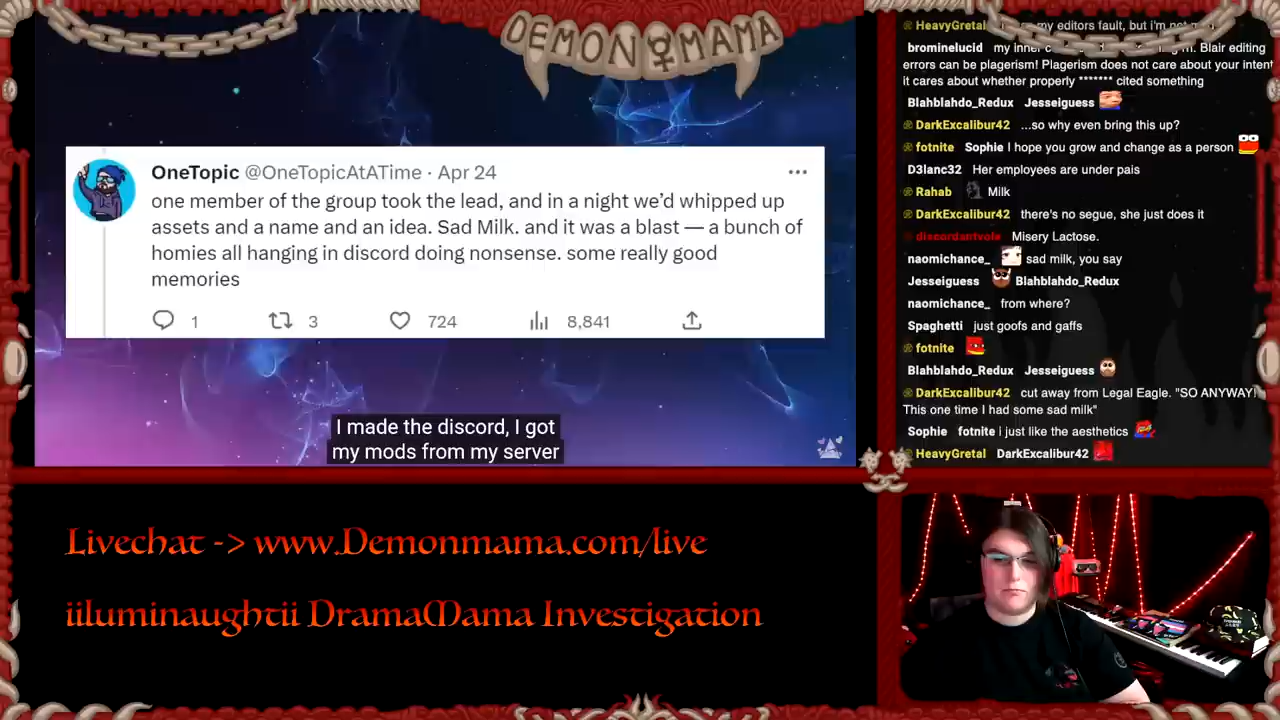 DEMON MAMA
OneTopic @OneTopicAtATime · Apr 24
one member of the group took the lead, and in a night we’d whipped up
assets and a name and an idea. Sad Milk. and it was a blast — a bunch of
homies all hanging in discord doing nonsense. some really good
memories
1 3 724 8,841
I made the discord, I got
my mods from my server
HeavyGretal my editors fault, but i'm
brominelucid my inner Blair editing
errors can be plagerism! Plagerism does not care about your intent
it cares about whether properly ******* cited something
Blahblahdo_Redux Jesseiguess
DarkExcalibur42 ...so why even bring this up?
fotnite Sophie I hope you grow and change as a person
D3lanc32 Her employees are under pais
Rahab Milk
DarkExcalibur42 there's no segue, she just does it
discordantvole Misery Lactose.
naomichance_ sad milk, you say
Jesseiguess Blahblahdo_Redux
naomichance_ from where?
Spaghetti just goofs and gaffs
fotnite
Blahblahdo_Redux Jesseiguess
DarkExcalibur42 cut away from Legal Eagle. "SO ANYWAY!
This one time I had some sad milk"
Sophie fotnite i just like the aesthetics
HeavyGretal DarkExcalibur42
Livechat -> www.Demonmama.com/live
iiluminaughtii DramaMama Investigation